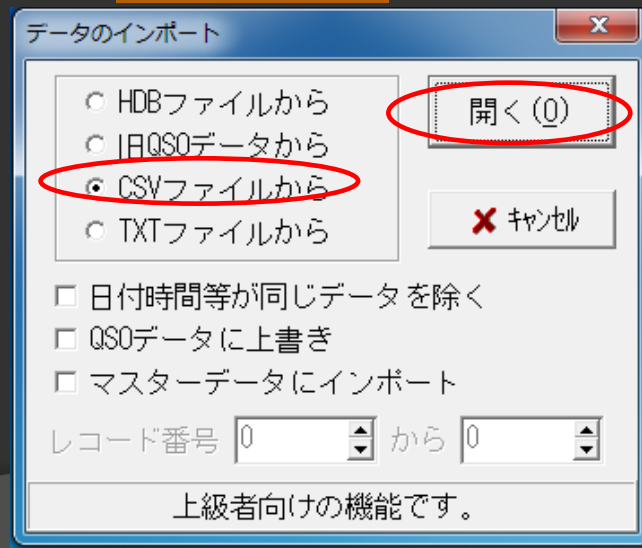 データのインポート
HDBファイルから
旧QSOデータから
CSVファイルから
TXTファイルから
開く(O)
キャンセル
日付時間等が同じデータを除く
QSOデータに上書き
マスターデータにインポート
レコード番号 0 から 0
上級者向けの機能です。